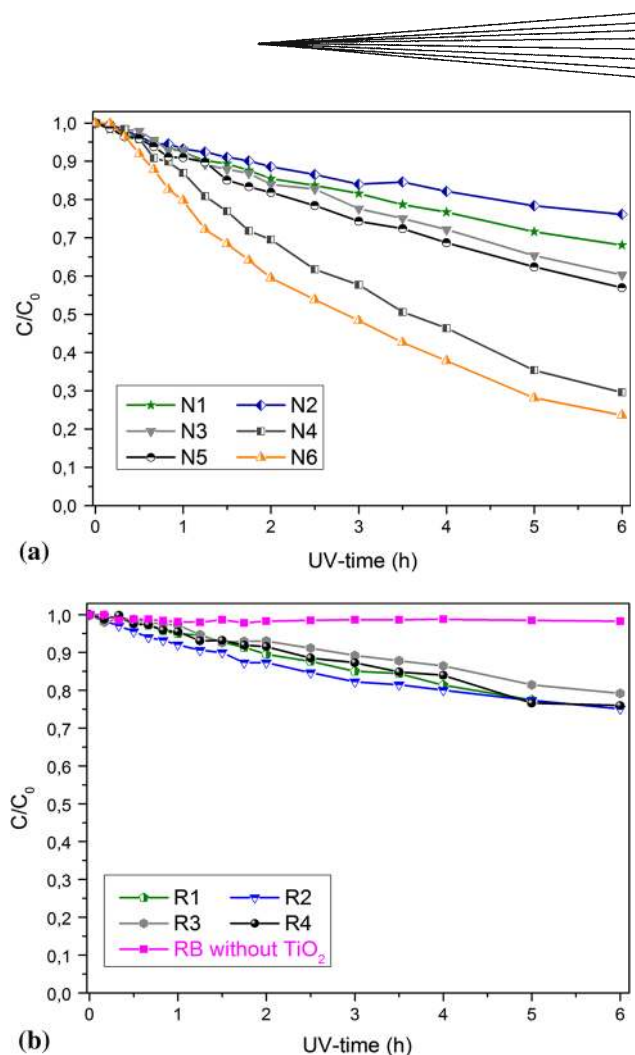 1,0
0,9
0,8
0,7
0,6
0,5
0,4
0,3
0,2
0,1
0,0
C/C0
N1 N2
N3 N4
N5 N6
0 1 2 3 4 5 6
UV-time (h)
(a)
1,0
0,9
0,8
0,7
0,6
0,5
0,4
0,3
0,2
0,1
0,0
C/C0
R1 R2
R3 R4
RB without TiO2
0 1 2 3 4 5 6
UV-time (h)
(b)